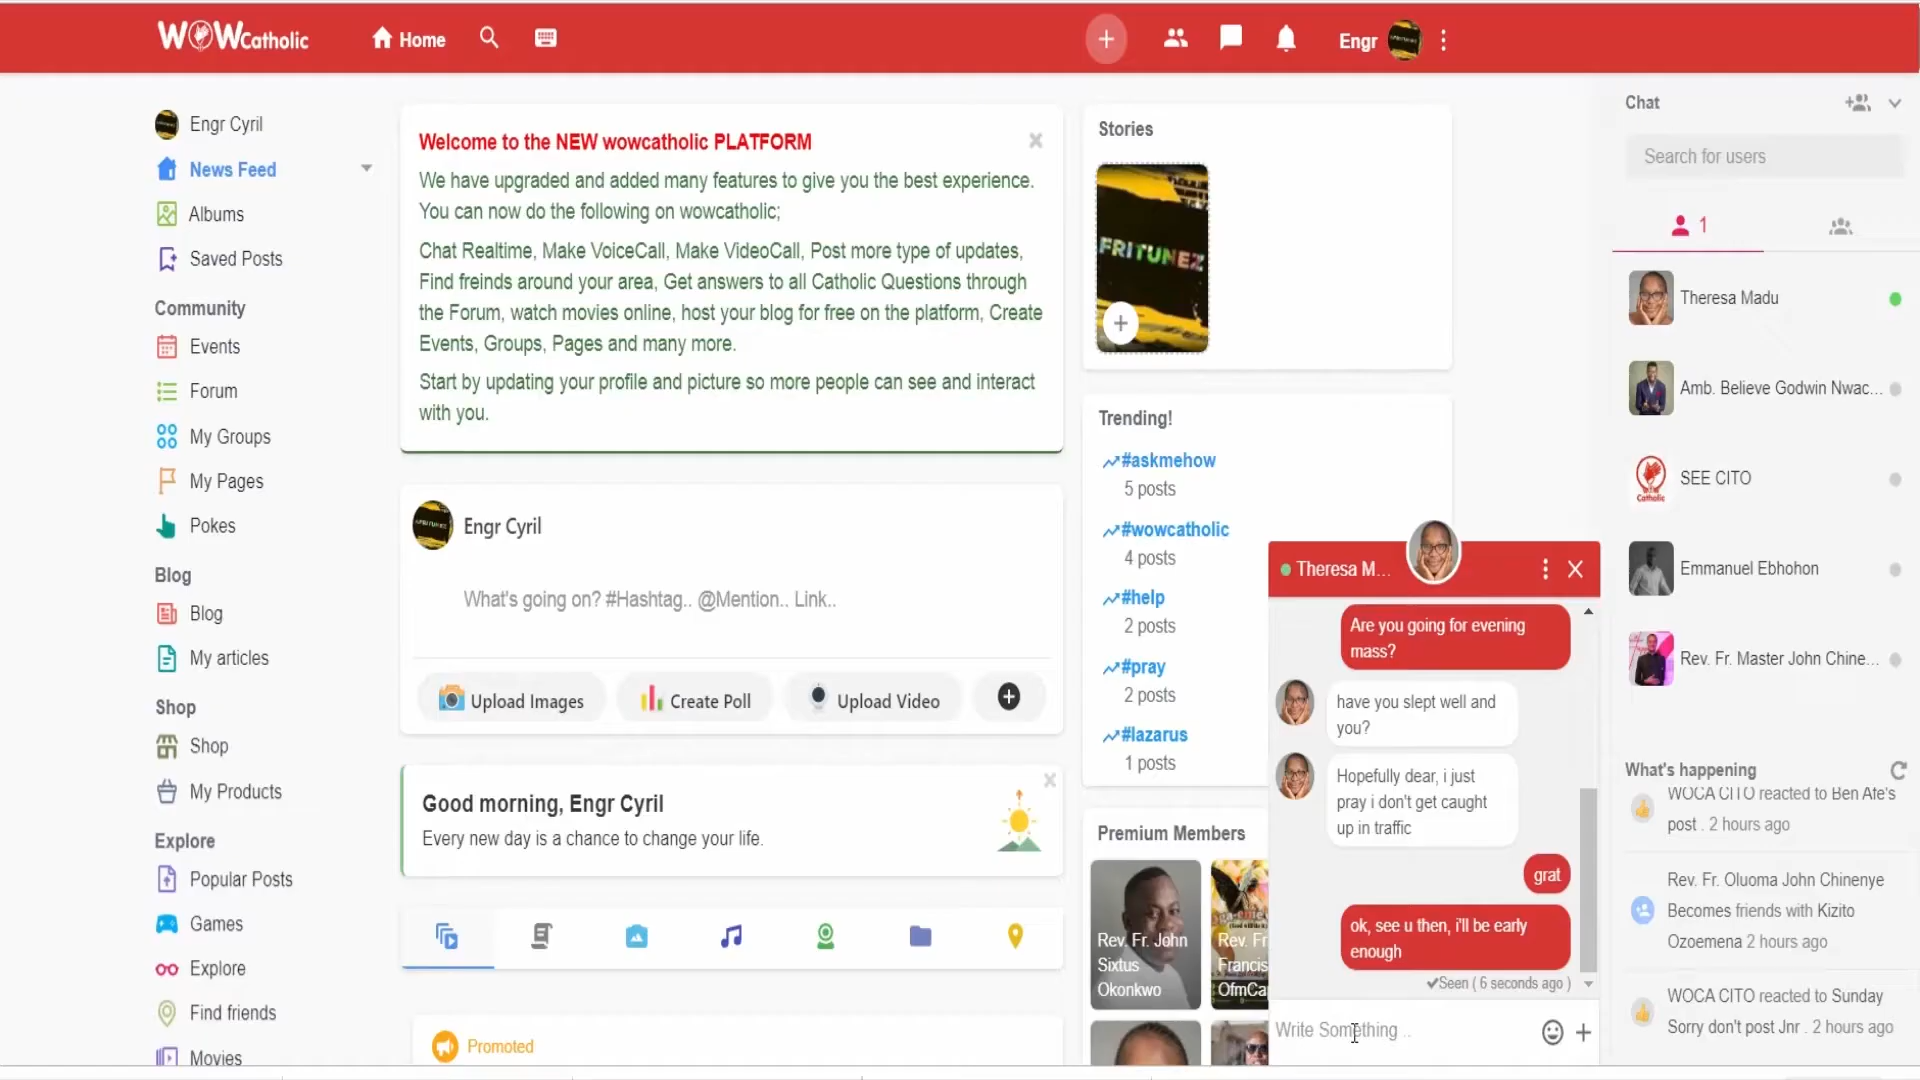 WOWCatholic
Home
Engr
Engr Cyril
News Feed
Albums
Saved Posts
Community
Events
Forum
My Groups
My Pages
Pokes
Blog
Blog
My articles
Shop
Shop
My Products
Explore
Popular Posts
Games
Explore
Find friends
Movies
Welcome to the NEW wowcatholic PLATFORM
We have upgraded and added many features to give you the best experience.
You can now do the following on wowcatholic;
Chat Realtime, Make VoiceCall, Make VideoCall, Post more type of updates,
Find freinds around your area, Get answers to all Catholic Questions through
the Forum, watch movies online, host your blog for free on the platform, Create
Events, Groups, Pages and many more.
Start by updating your profile and picture so more people can see and interact
with you.
Engr Cyril
What's going on? #Hashtag.. @Mention.. Link..
Upload Images
Create Poll
Upload Video
Good morning, Engr Cyril
Every new day is a chance to change your life.
Promoted
Stories
FRITUNEZ
Trending!
#askmehow
5 posts
#wowcatholic
4 posts
#help
2 posts
#pray
2 posts
#lazarus
1 posts
Premium Members
Rev. Fr. John
Sixtus
Okonkwo
Rev. Fr
Francis
OfmCa
Theresa M...
Are you going for evening
mass?
have you slept well and
you?
Hopefully dear, i just
pray i don't get caught
up in traffic
grat
ok, see u then, i'll be early
enough
Seen ( 6 seconds ago )
Write Something ..
Chat
Search for users
1
Theresa Madu
Amb. Believe Godwin Nwac...
Catholic
SEE CITO
Emmanuel Ebhohon
Rev. Fr. Master John Chine...
What's happening
WOCA CITO reacted to Ben Afe's
post . 2 hours ago
Rev. Fr. Oluoma John Chinenye
Becomes friends with Kizito
Ozoemena 2 hours ago
WOCA CITO reacted to Sunday
Sorry don't post Jnr . 2 hours ago